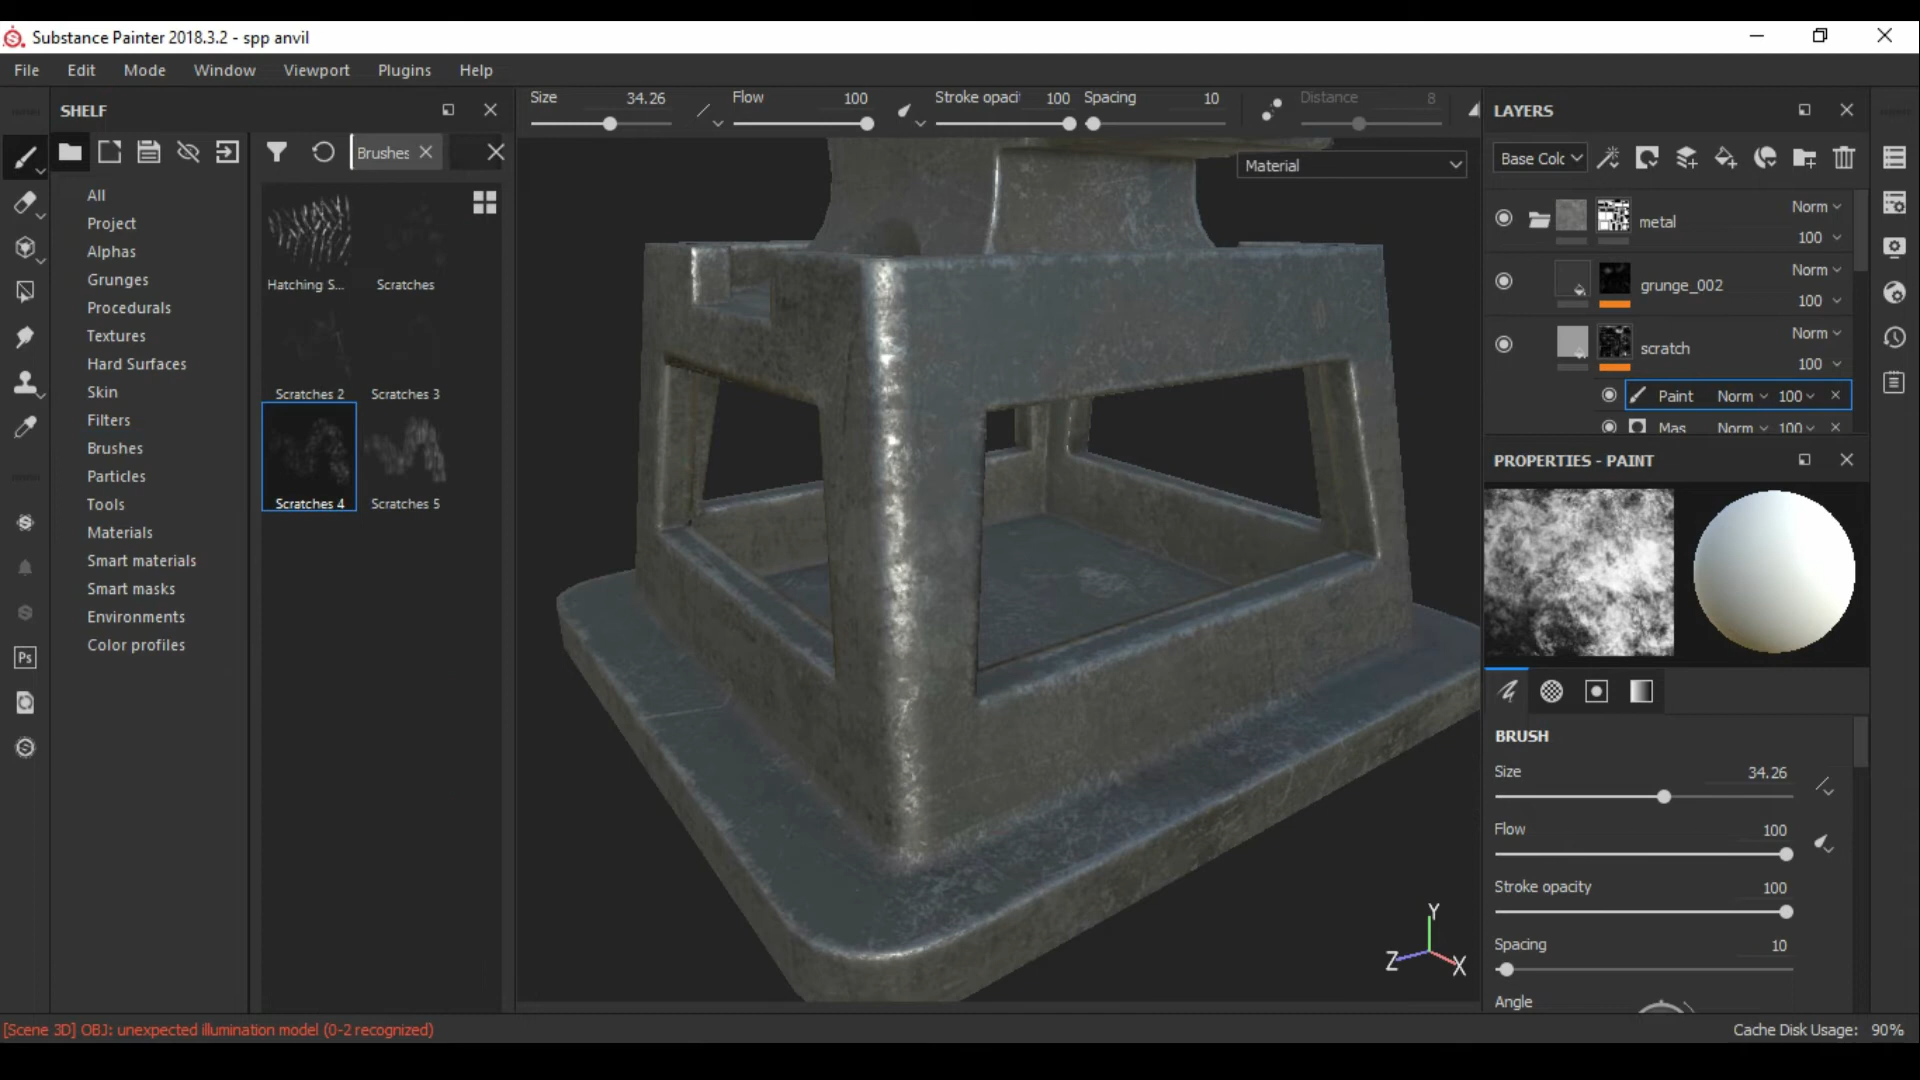 Substance Painter 2018.3.2 - spp anvil
File Edit Mode Window Viewport Plugins Help
SHELF
Size 34.26 Flow 100 Stroke opaci 100 Spacing 10 Distance 8
LAYERS
Brushes
Material
Base Colc
All
Project
Alphas
Grunges
Procedurals
Textures
Hard Surfaces
Skin
Filters
Brushes
Particles
Tools
Materials
Smart materials
Smart masks
Environments
Color profiles
Hatching S...
Scratches
Scratches 2
Scratches 3
Scratches 4
Scratches 5
metal Norm 100
grunge_002 Norm 100
scratch Norm 100
Paint Norm 100
Mas Norm 100
PROPERTIES - PAINT
BRUSH
Size 34.26
Flow 100
Stroke opacity 100
Spacing 10
Angle
Ps
Y
Z
X
[Scene 3D] OBJ: unexpected illumination model (0-2 recognized)
Cache Disk Usage: 90%